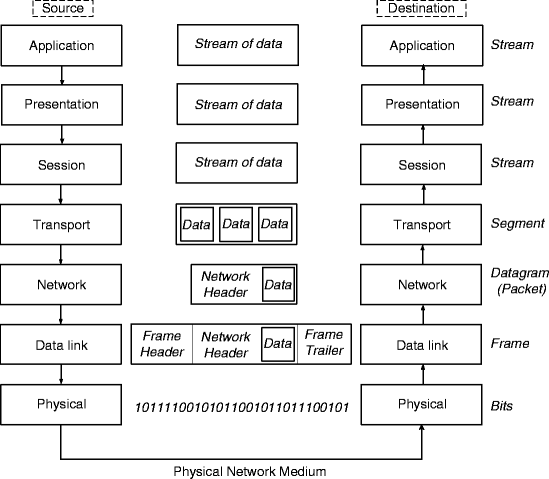 Source
Destination
Application
Stream of data
Application
Stream
Presentation
Stream of data
Presentation
Stream
Session
Stream of data
Session
Stream
Transport
Data Data Data
Transport
Segment
Network
Network
Header
Data
Network
Datagram
(Packet)
Data link
Frame
Header
Network
Header
Data
Frame
Trailer
Data link
Frame
Physical
10111100101011001011011100101
Physical
Bits
Physical Network Medium